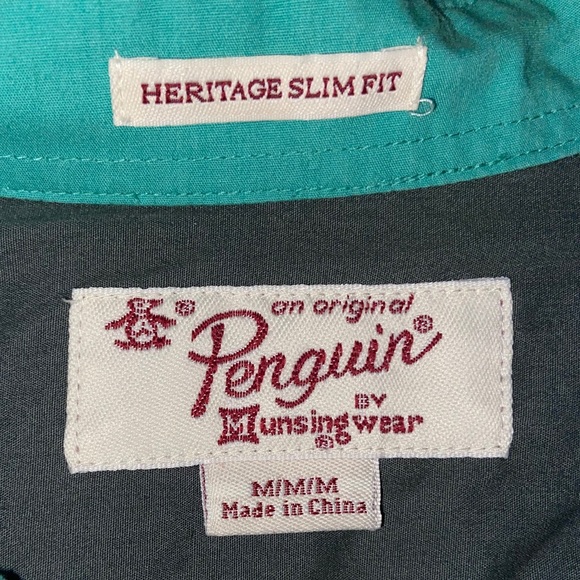 HERITAGE SLIM FIT
an original
Penguin®
BY
Munsingwear
®
M/M/M
Made in China